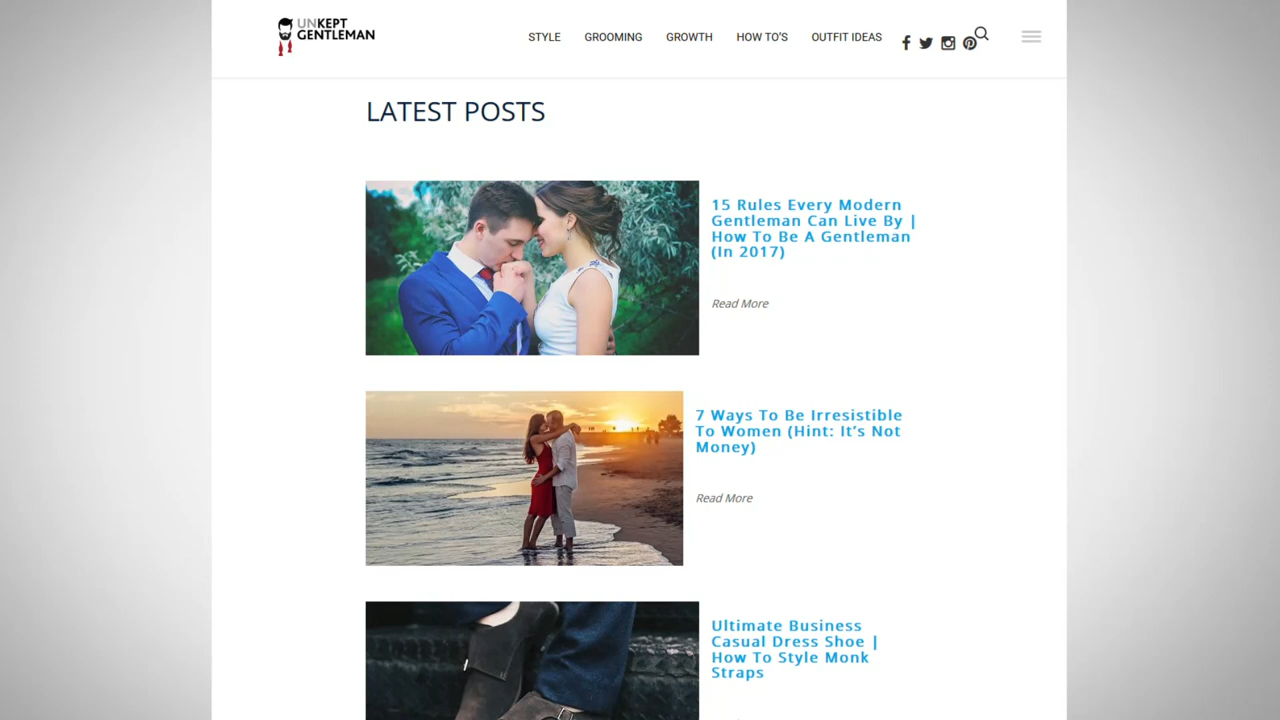 UNKEPT
GENTLEMAN
STYLE GROOMING GROWTH HOW TO'S OUTFIT IDEAS
LATEST POSTS
15 Rules Every Modern
Gentleman Can Live By |
How To Be A Gentleman
(In 2017)
Read More
7 Ways To Be Irresistible
To Women (Hint: It's Not
Money)
Read More
Ultimate Business
Casual Dress Shoe |
How To Style Monk
Straps